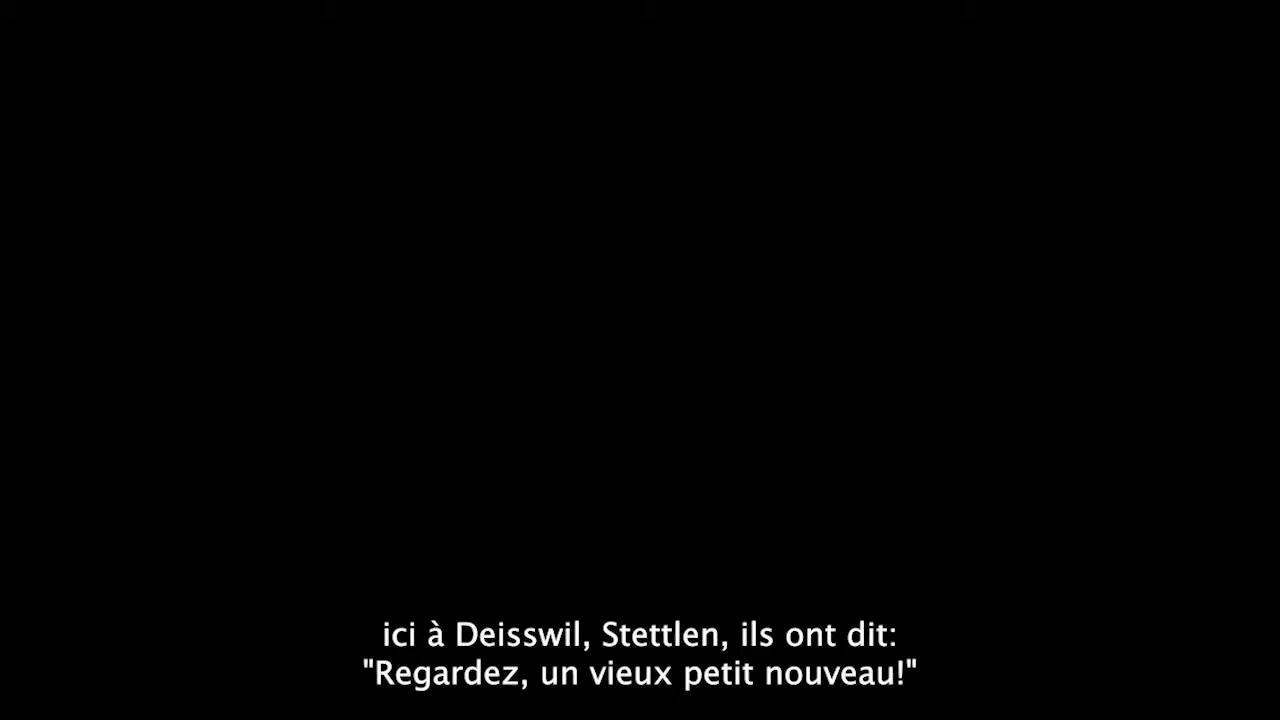 ici à Deisswil, Stettlen, ils ont dit:
"Regardez, un vieux petit nouveau!"